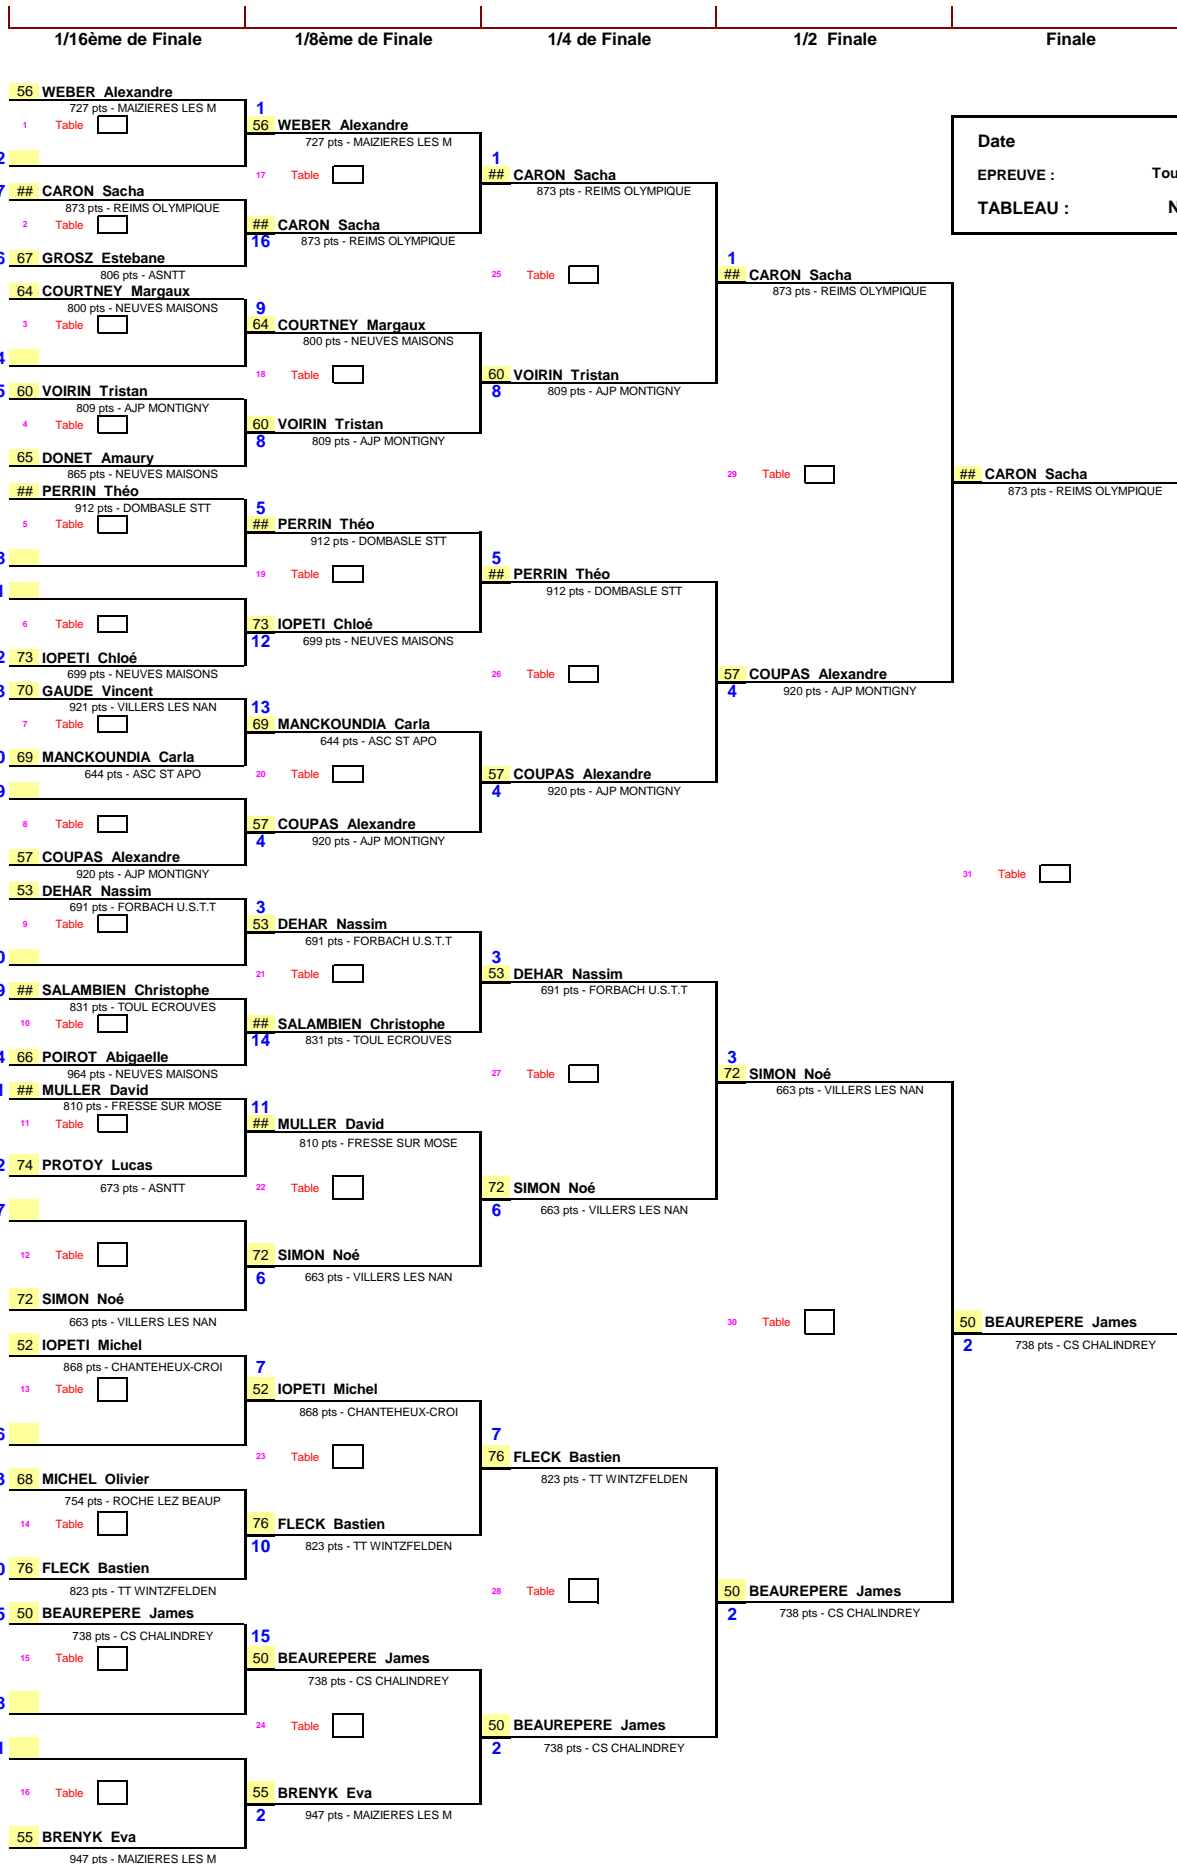 1/16ème de Finale
1/8ème de Finale
1/4 de Finale
1/2 Finale
Finale
Date
EPREUVE : Tou
TABLEAU : N
56 WEBER Alexandre
727 pts - MAIZIERES LES M
1 Table
2
7 ## CARON Sacha
873 pts - REIMS OLYMPIQUE
2 Table
6 67 GROSZ Estebane
806 pts - ASNTT
64 COURTNEY Margaux
800 pts - NEUVES MAISONS
3 Table
4
5 60 VOIRIN Tristan
809 pts - AJP MONTIGNY
4 Table
65 DONET Amaury
865 pts - NEUVES MAISONS
## PERRIN Théo
912 pts - DOMBASLE STT
5 Table
6 Table
2 73 IOPETI Chloé
699 pts - NEUVES MAISONS
70 GAUDE Vincent
921 pts - VILLERS LES NAN
7 Table
69 MANCKOUNDIA Carla
644 pts - ASC ST APO
8 Table
57 COUPAS Alexandre
920 pts - AJP MONTIGNY
53 DEHAR Nassim
691 pts - FORBACH U.S.T.T
9 Table
## SALAMBIEN Christophe
831 pts - TOUL ECROUVES
10 Table
4 66 POIROT Abigaelle
964 pts - NEUVES MAISONS
## MULLER David
810 pts - FRESSE SUR MOSE
11 Table
2 74 PROTOY Lucas
673 pts - ASNTT
7
12 Table
72 SIMON Noé
663 pts - VILLERS LES NAN
52 IOPETI Michel
868 pts - CHANTEHEUX-CROI
13 Table
6
68 MICHEL Olivier
754 pts - ROCHE LEZ BEAUP
14 Table
76 FLECK Bastien
823 pts - TT WINTZFELDEN
5 50 BEAUREPERE James
738 pts - CS CHALINDREY
15 Table
16 Table
55 BRENYK Eva
947 pts - MAIZIERES LES M
1
56 WEBER Alexandre
727 pts - MAIZIERES LES M
17 Table
## CARON Sacha
16 873 pts - REIMS OLYMPIQUE
9
64 COURTNEY Margaux
800 pts - NEUVES MAISONS
18 Table
60 VOIRIN Tristan
8 809 pts - AJP MONTIGNY
5
## PERRIN Théo
912 pts - DOMBASLE STT
19 Table
73 IOPETI Chloé
12 699 pts - NEUVES MAISONS
13
69 MANCKOUNDIA Carla
644 pts - ASC ST APO
20 Table
57 COUPAS Alexandre
4 920 pts - AJP MONTIGNY
3
53 DEHAR Nassim
691 pts - FORBACH U.S.T.T
21 Table
## SALAMBIEN Christophe
14 831 pts - TOUL ECROUVES
11
## MULLER David
810 pts - FRESSE SUR MOSE
22 Table
72 SIMON Noé
6 663 pts - VILLERS LES NAN
7
52 IOPETI Michel
868 pts - CHANTEHEUX-CROI
23 Table
76 FLECK Bastien
10 823 pts - TT WINTZFELDEN
15
50 BEAUREPERE James
738 pts - CS CHALINDREY
24 Table
55 BRENYK Eva
2 947 pts - MAIZIERES LES M
1
## CARON Sacha
873 pts - REIMS OLYMPIQUE
25 Table
60 VOIRIN Tristan
8 809 pts - AJP MONTIGNY
5
## PERRIN Théo
912 pts - DOMBASLE STT
26 Table
57 COUPAS Alexandre
4 920 pts - AJP MONTIGNY
3
53 DEHAR Nassim
691 pts - FORBACH U.S.T.T
27 Table
72 SIMON Noé
6 663 pts - VILLERS LES NAN
7
76 FLECK Bastien
823 pts - TT WINTZFELDEN
28 Table
50 BEAUREPERE James
2 738 pts - CS CHALINDREY
1
## CARON Sacha
873 pts - REIMS OLYMPIQUE
29 Table
57 COUPAS Alexandre
4 920 pts - AJP MONTIGNY
3
72 SIMON Noé
663 pts - VILLERS LES NAN
30 Table
50 BEAUREPERE James
2 738 pts - CS CHALINDREY
## CARON Sacha
873 pts - REIMS OLYMPIQUE
31 Table
50 BEAUREPERE James
2 738 pts - CS CHALINDREY